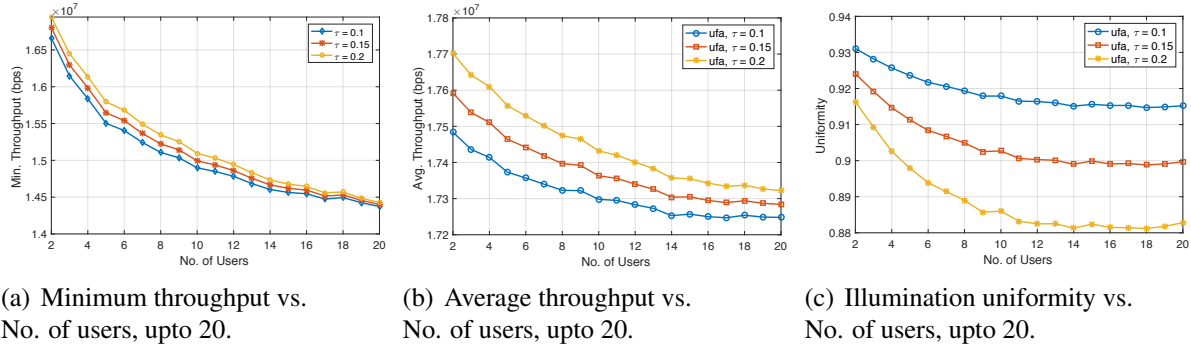 ×10⁷
1.65
1.6
1.55
1.5
1.45
1.4
Min. Throughput (bps)
2 4 6 8 10 12 14 16 18 20
No. of Users
τ = 0.1
τ = 0.15
τ = 0.2
1.78 ×10⁷
1.77
1.76
1.75
1.74
1.73
1.72
Avg. Throughput (bps)
2 4 6 8 10 12 14 16 18 20
No. of Users
ufa, τ = 0.1
ufa, τ = 0.15
ufa, τ = 0.2
0.94
0.93
0.92
0.91
0.9
0.89
0.88
Uniformity
2 4 6 8 10 12 14 16 18 20
No. of Users
ufa, τ = 0.1
ufa, τ = 0.15
ufa, τ = 0.2
(a) Minimum throughput vs.
No. of users, upto 20.
(b) Average throughput vs.
No. of users, upto 20.
(c) Illumination uniformity vs.
No. of users, upto 20.